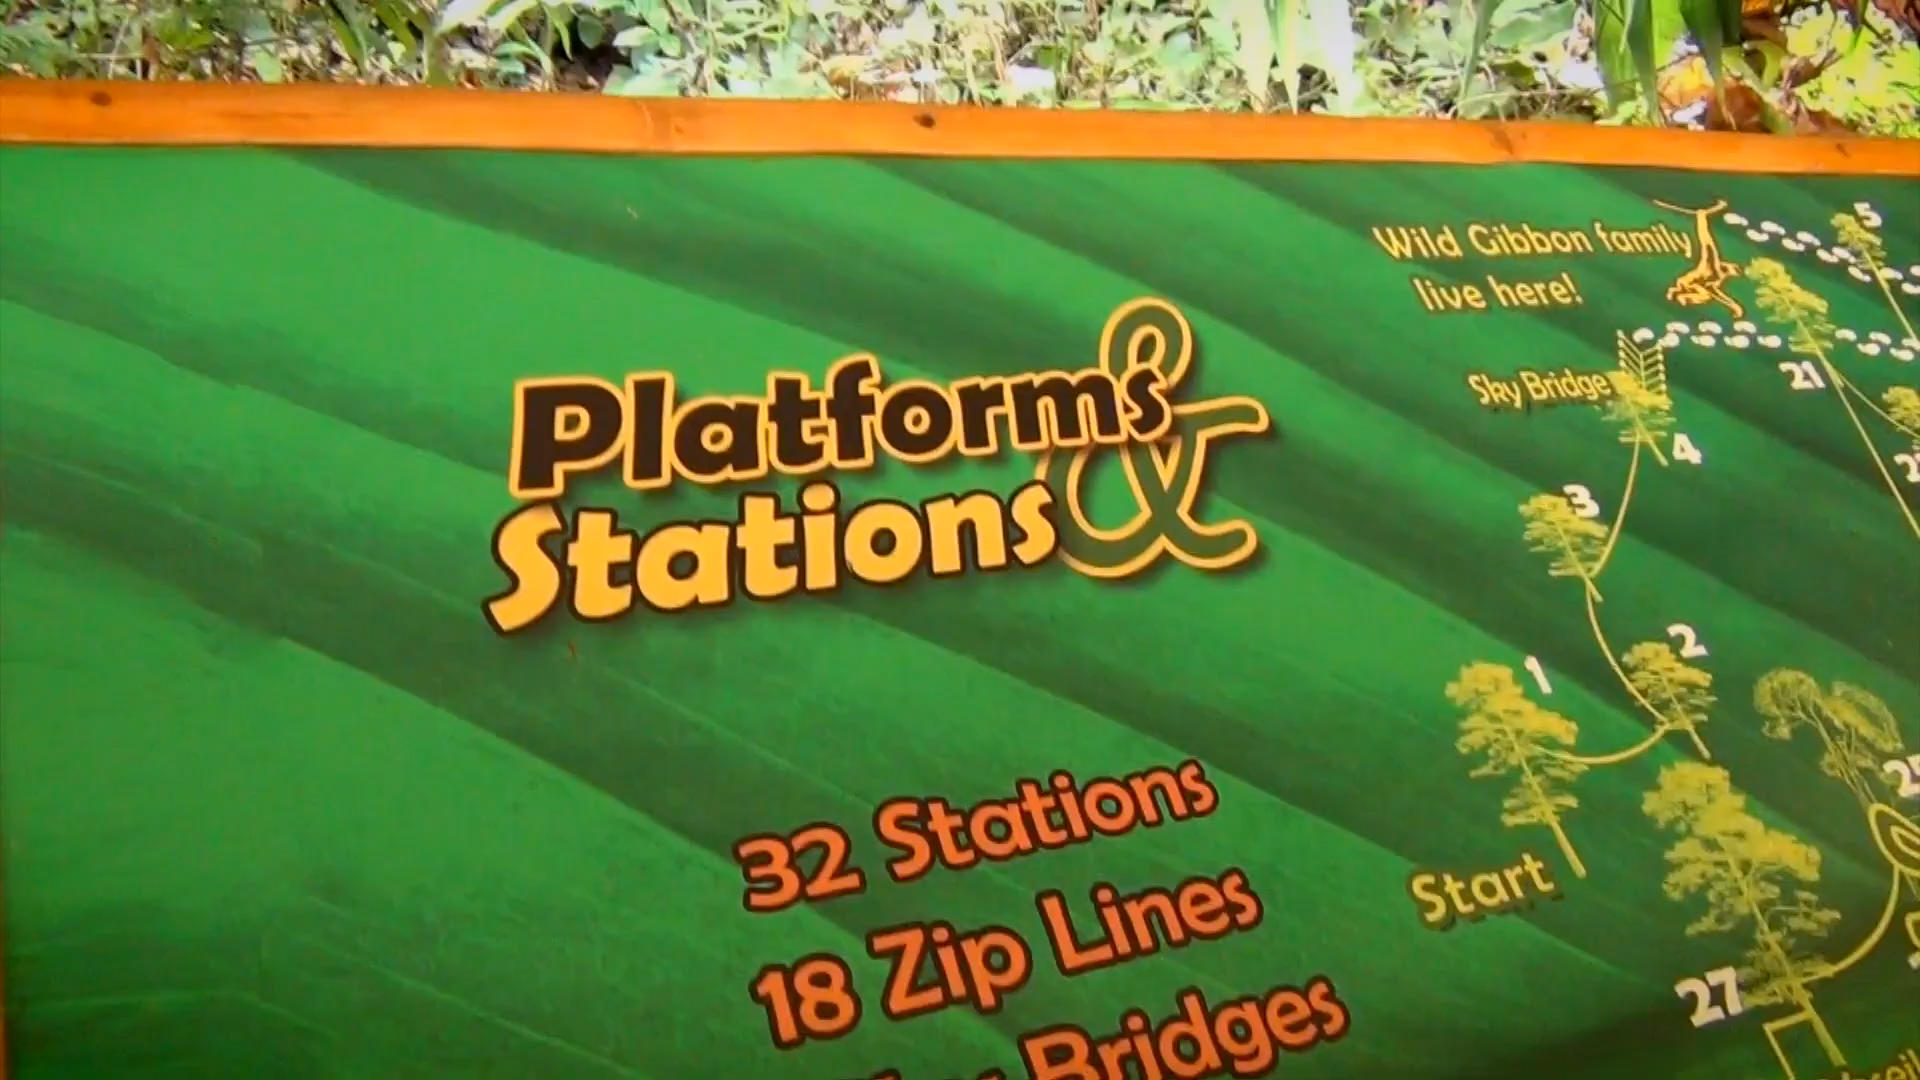 Platforms &
Stations
32 Stations
18 Zip Lines
Bridges
Wild Gibbon family
live here!
Sky Bridge
5
21
4
3
2
1
Start
27